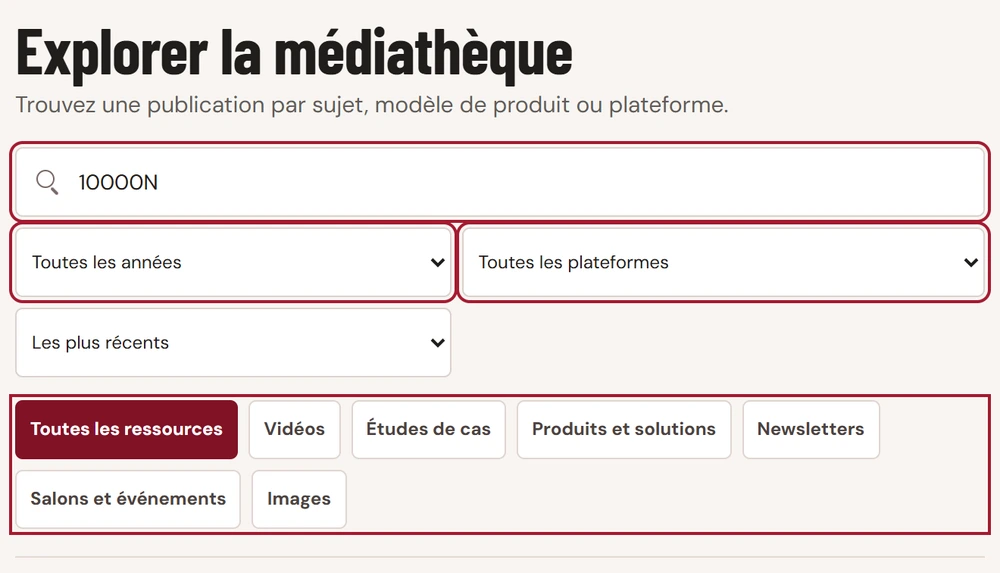 Explorer la médiathèque
Trouvez une publication par sujet, modèle de produit ou plateforme.
10000N
Toutes les années
Toutes les plateformes
Les plus récents
Toutes les ressources
Vidéos
Études de cas
Produits et solutions
Newsletters
Salons et événements
Images